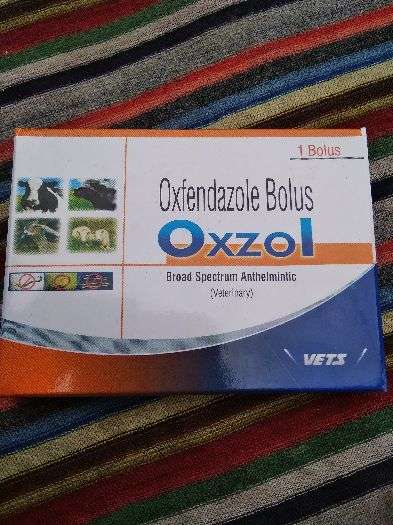 1 Bolus
Oxfendazole Bolus
Oxzol
Broad Spectrum Anthelmintic
(Veterinary)
VETS